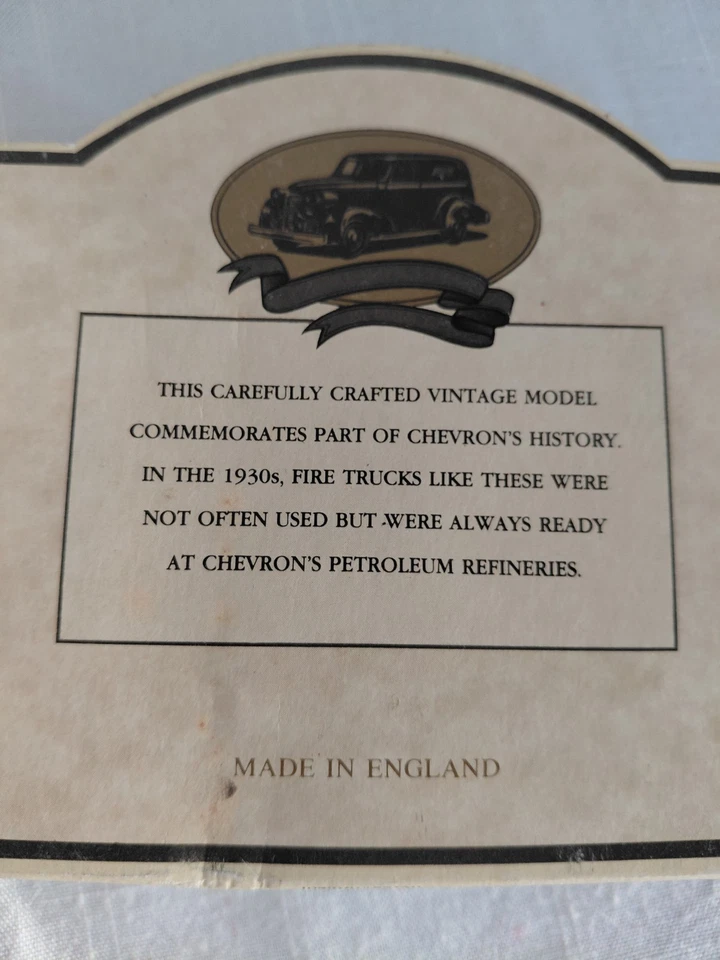 THIS CAREFULLY CRAFTED VINTAGE MODEL
COMMEMORATES PART OF CHEVRON'S HISTORY.
IN THE 1930s, FIRE TRUCKS LIKE THESE WERE
NOT OFTEN USED BUT WERE ALWAYS READY
AT CHEVRON'S PETROLEUM REFINERIES.
MADE IN ENGLAND